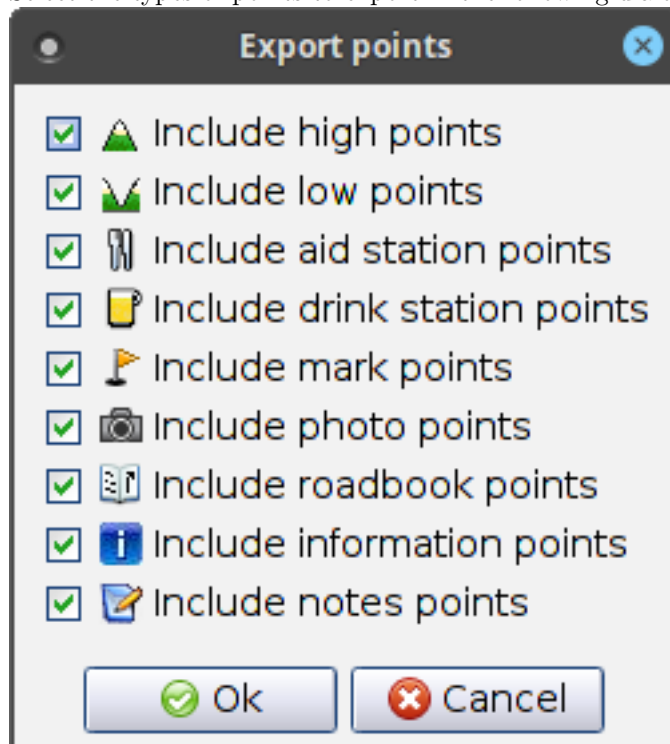 Export points
Include high points
Include low points
Include aid station points
Include drink station points
Include mark points
Include photo points
Include roadbook points
Include information points
Include notes points
Ok
Cancel